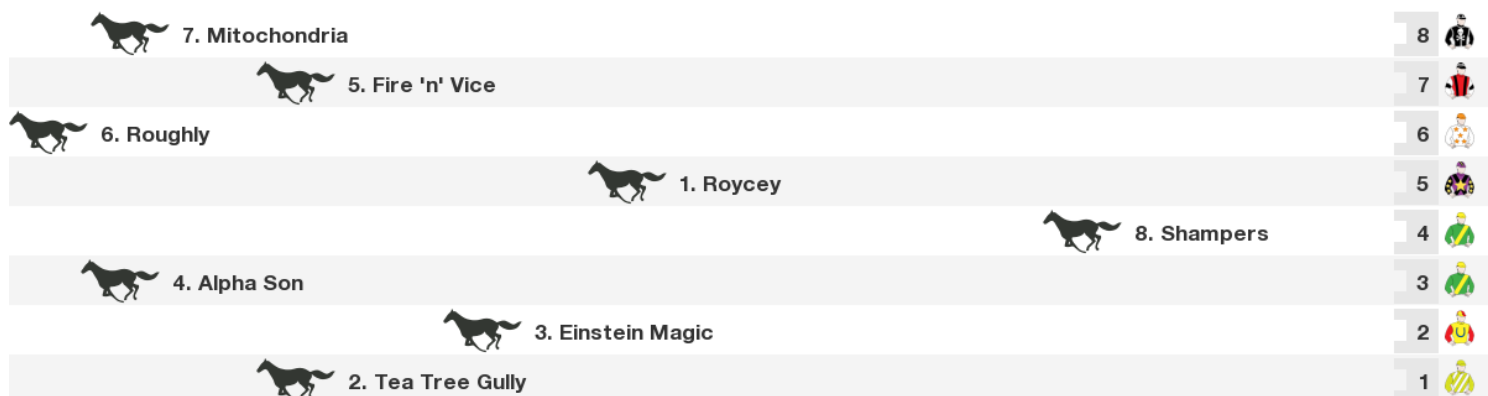 7. Mitochondria 8
5. Fire 'n' Vice 7
6. Roughly 6
1. Roycey 5
8. Shampers 4
4. Alpha Son 3
3. Einstein Magic 2
2. Tea Tree Gully 1